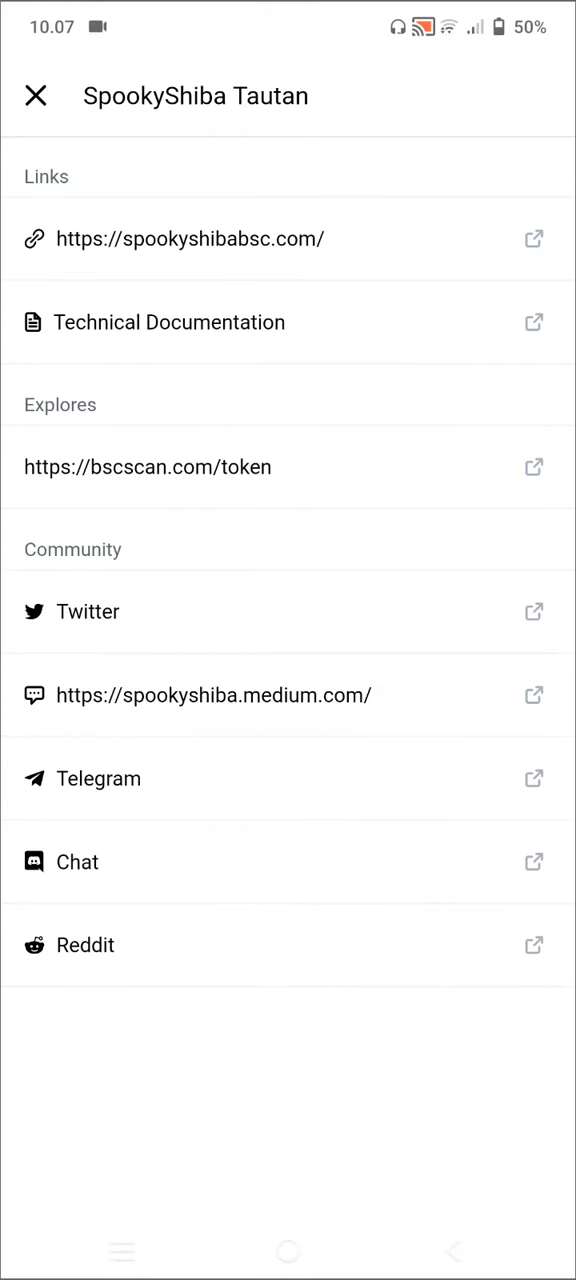 10.07
50%
SpookyShiba Tautan
Links
https://spookyshibabsc.com/
Technical Documentation
Explores
https://bscscan.com/token
Community
Twitter
https://spookyshiba.medium.com/
Telegram
Chat
Reddit